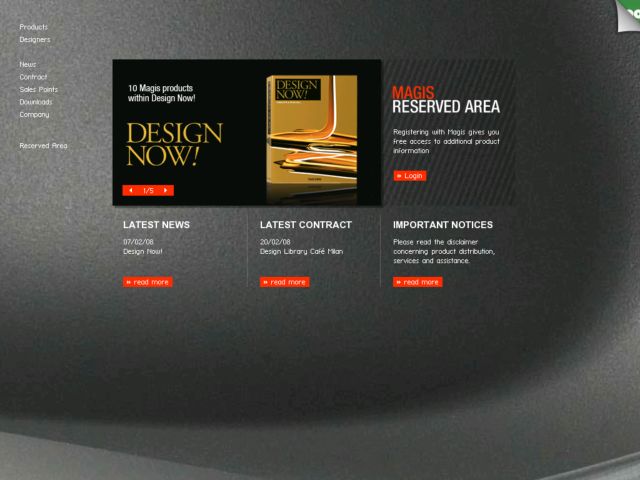 Products
Designers
News
Contract
Sales Points
Downloads
Company
Reserved Area
10 Magis products
within Design Now!
DESIGN
NOW!
1/5
DESIGN
NOW!
MAGIS
RESERVED AREA
Registering with Magis gives you
free access to additional product
information
» Login
LATEST NEWS
07/02/08
Design Now!
» read more
LATEST CONTRACT
20/02/08
Design Library Café Milan
» read more
IMPORTANT NOTICES
Please read the disclaimer
concerning product distribution,
services and assistance.
» read more